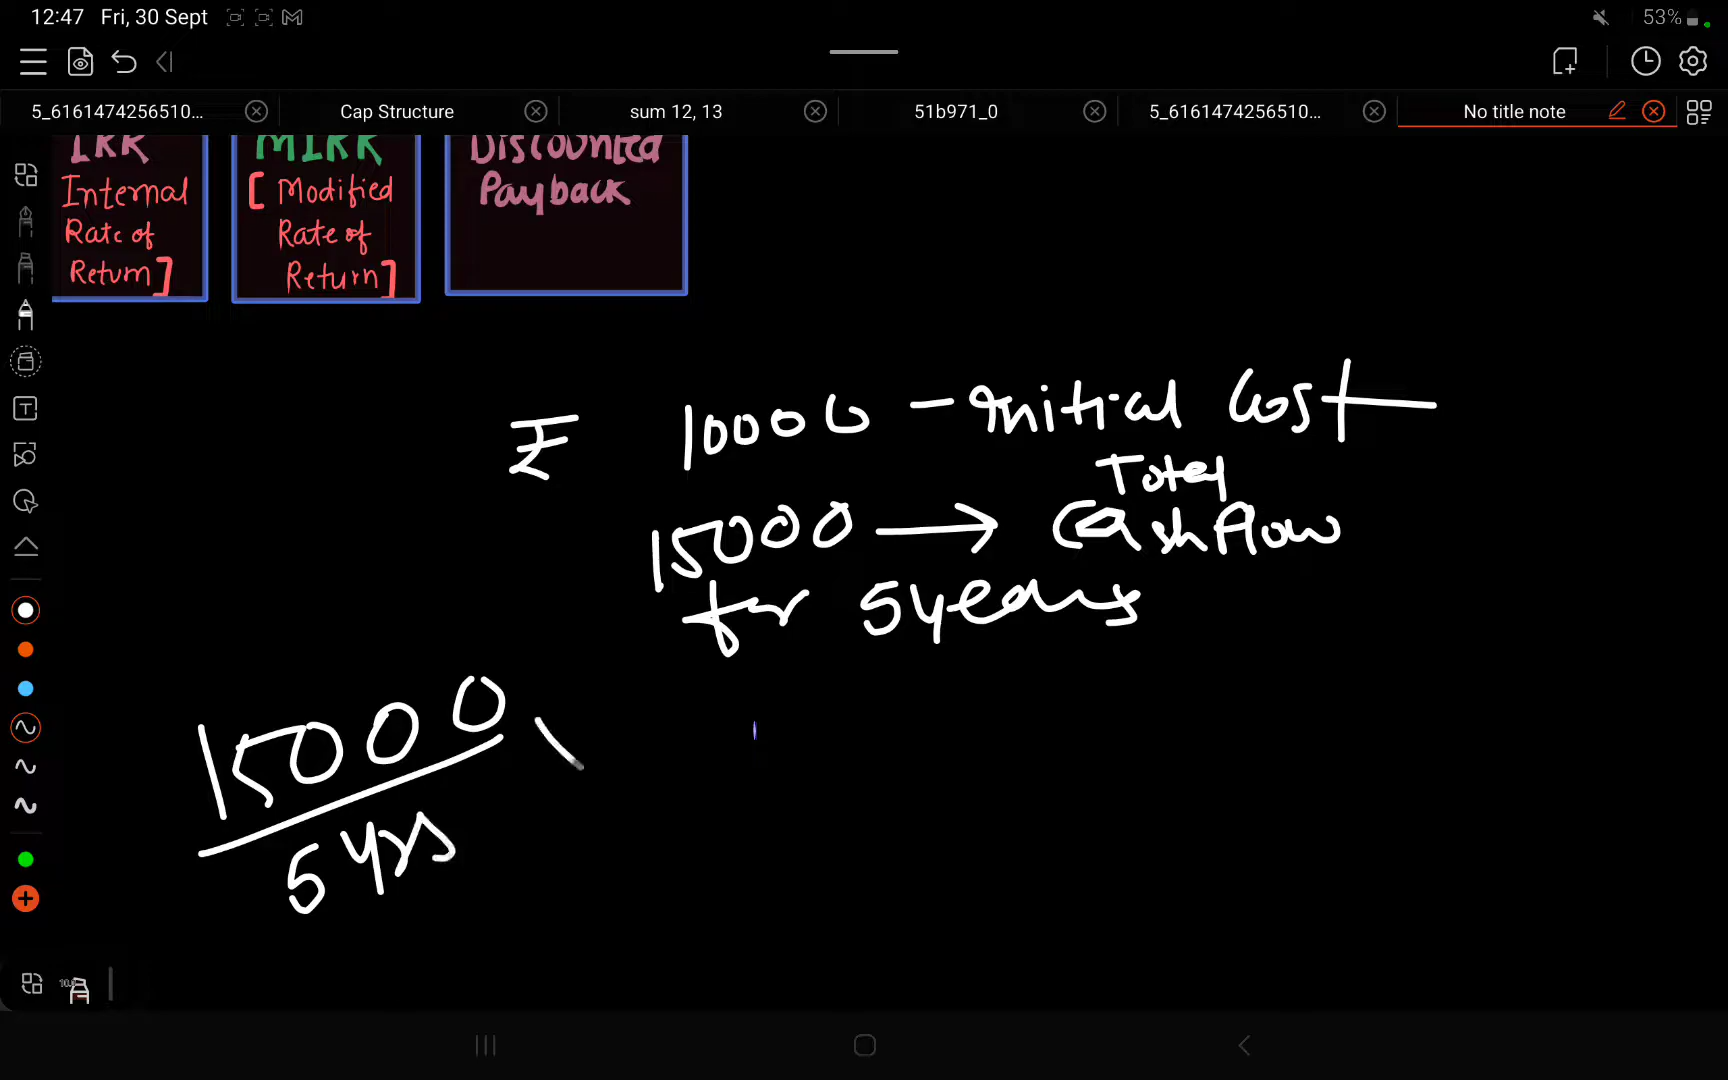 12:47 Fri, 30 Sept
53%
5_6161474256510...
Cap Structure
sum 12, 13
51b971_0
5_6161474256510...
No title note
IRR
Internal
Rate of
Return]
MIRR
[Modified
Rate of
Return]
Discounted
Payback
₹ 10000 - Initial Cost
Total
15000 → Cashflow
for 5 years
15000
5 yrs